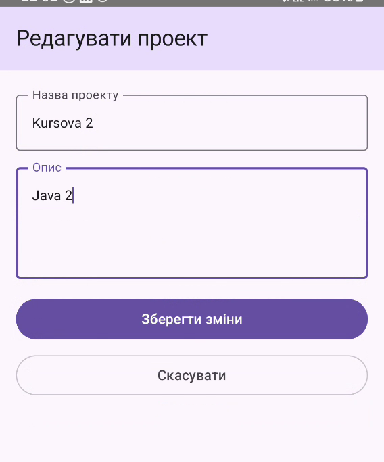 Редагувати проект
Назва проекту
Kursova 2
Опис
Java 2
Зберегти зміни
Скасувати